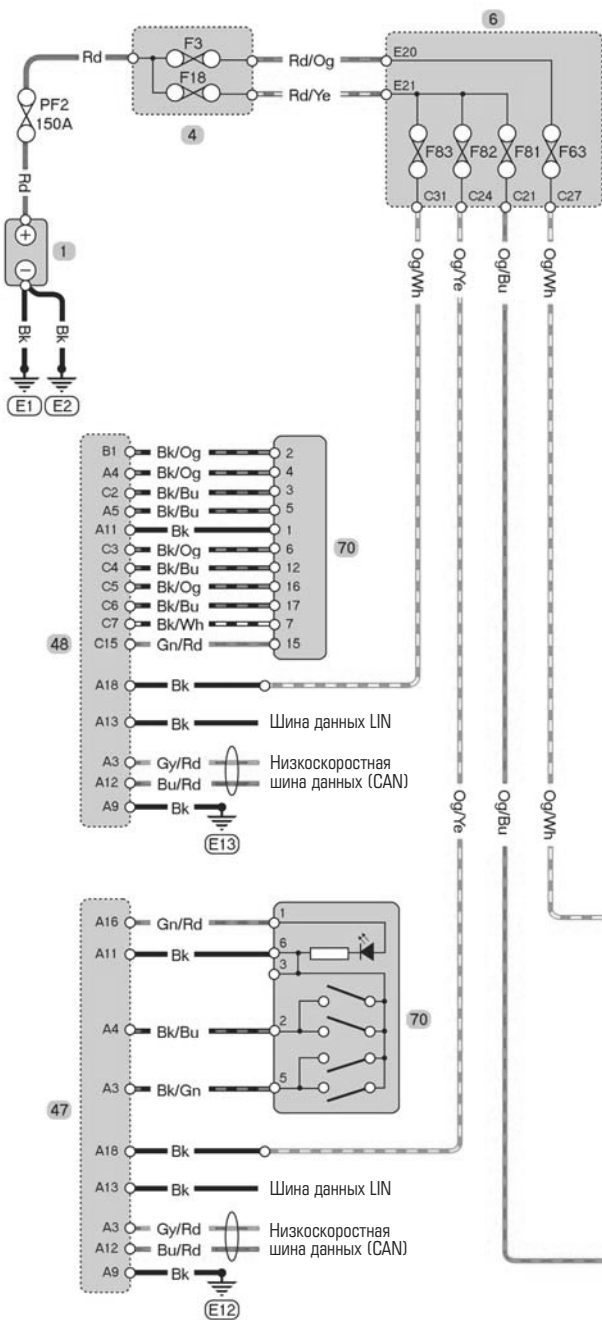 6
Rd
F3
F18
Rd/Og
Rd/Ye
E20
E21
PF2
150A
4
F83
F82
F81
F63
Rd
C31
C24
C21
C27
+
1
−
Og/Wh
Og/Ye
Og/Bu
Og/Wh
Bk
Bk
E1
E2
B1
Bk/Og
2
A4
Bk/Og
4
C2
Bk/Bu
3
A5
Bk/Bu
5
A11
Bk
1
C3
Bk/Og
6
70
C4
Bk/Bu
12
C5
Bk/Og
16
C6
Bk/Bu
17
C7
Bk/Wh
7
48
C15
Gn/Rd
15
A18
Bk
A13
Bk
Шина данных LIN
A3
Gy/Rd
Низкоскоростная
A12
Bu/Rd
шина данных (CAN)
A9
Bk
E13
Og/Ye
Og/Bu
Og/Wh
A16
Gn/Rd
1
A11
Bk
6
3
A4
Bk/Bu
2
70
A3
Bk/Gn
5
47
A18
Bk
A13
Bk
Шина данных LIN
A3
Gy/Rd
Низкоскоростная
A12
Bu/Rd
шина данных (CAN)
A9
Bk
E12